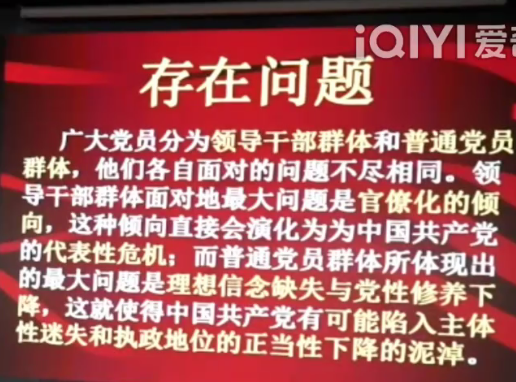 iQIYI 爱
存在问题
广大党员分为领导干部群体和普通党员
群体，他们各自面对的问题不尽相同。领
导干部群体面对地最大问题是官僚化的倾
向，这种倾向直接会演化为为中国共产党
的代表性危机；而普通党员群体所体现出
的最大问题是理想信念缺失与党性修养下
降，这就使得中国共产党有可能陷入主体
性迷失和执政地位的正当性下降的泥淖。